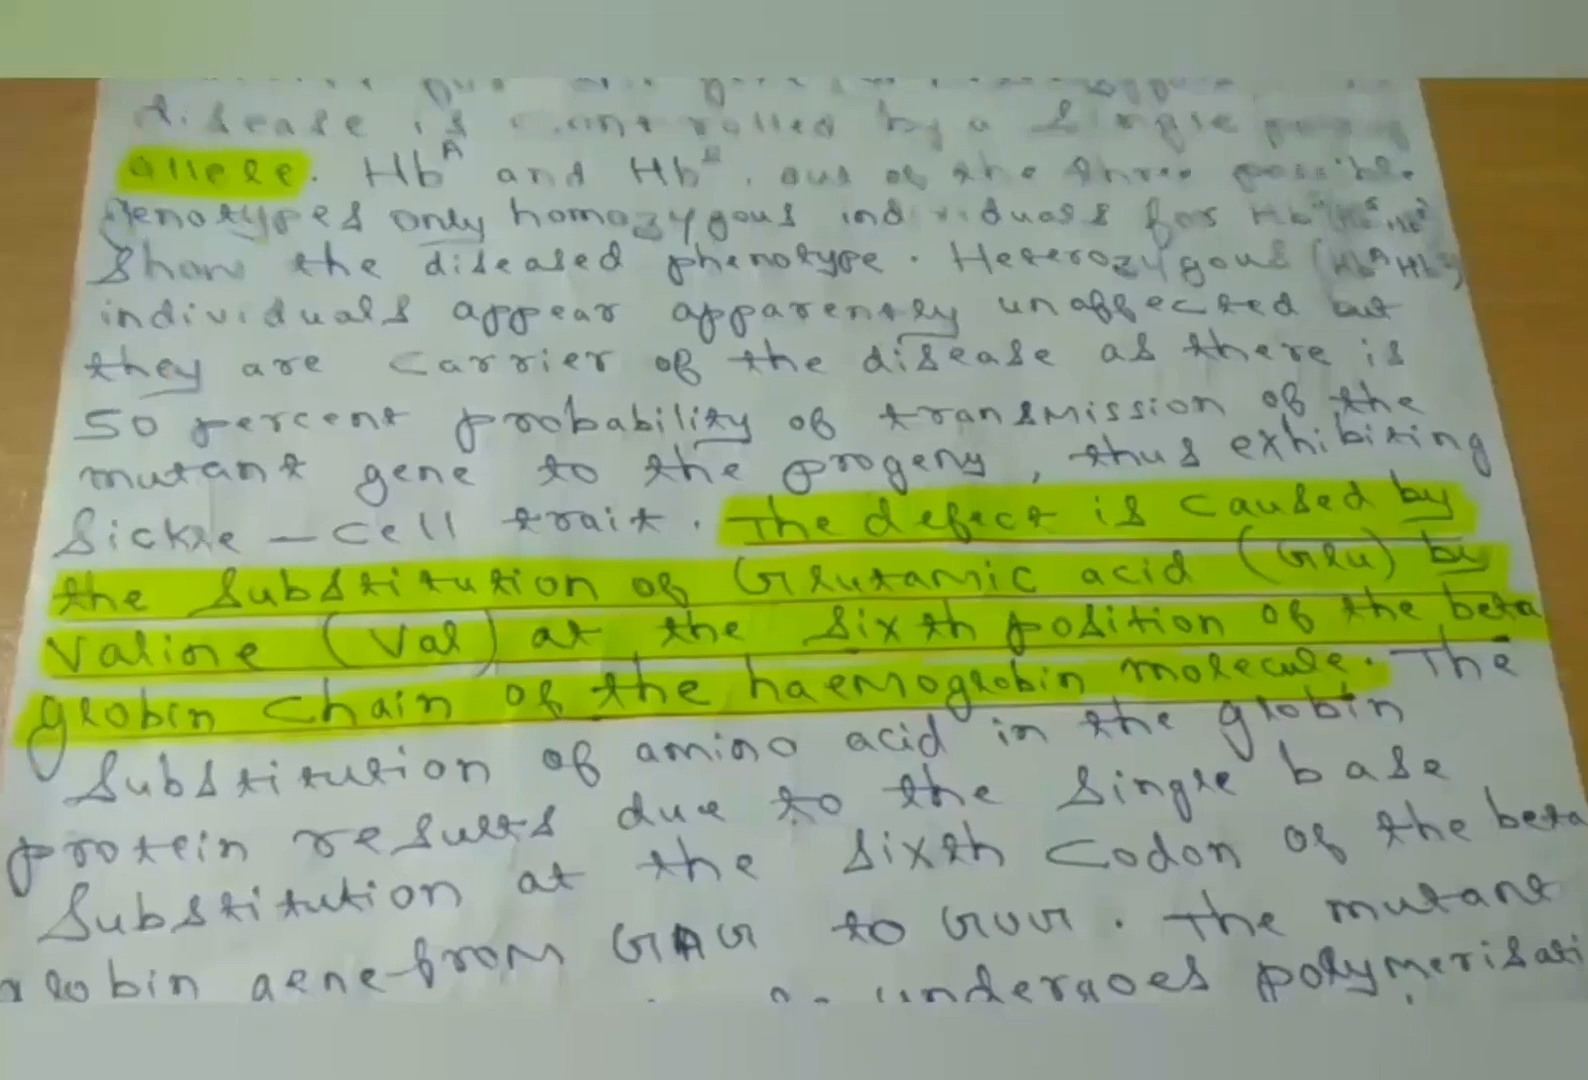 disease is controlled by a single
allele. Hb^A and Hb^S. out of the three possible
genotypes only homozygous individuals for Hb^S (Hb^S Hb^S)
Show the diseased phenotype. Heterozygous (Hb^A Hb^S)
individuals appear apparently unaffected but
they are carrier of the disease as there is
50 percent probability of transmission of the
mutant gene to the progeny, thus exhibiting
Sickle - Cell trait. The defect is caused by
the Substitution of Glutamic acid (Glu) by
Valine (Val) at the Sixth position of the beta
globin Chain of the haemoglobin molecule. The
Substitution of amino acid in the globin
protein results due to the Single base
Substitution at the Sixth Codon of the beta
globin gene from GAG to GUG. The mutant
undergoes polymerisati